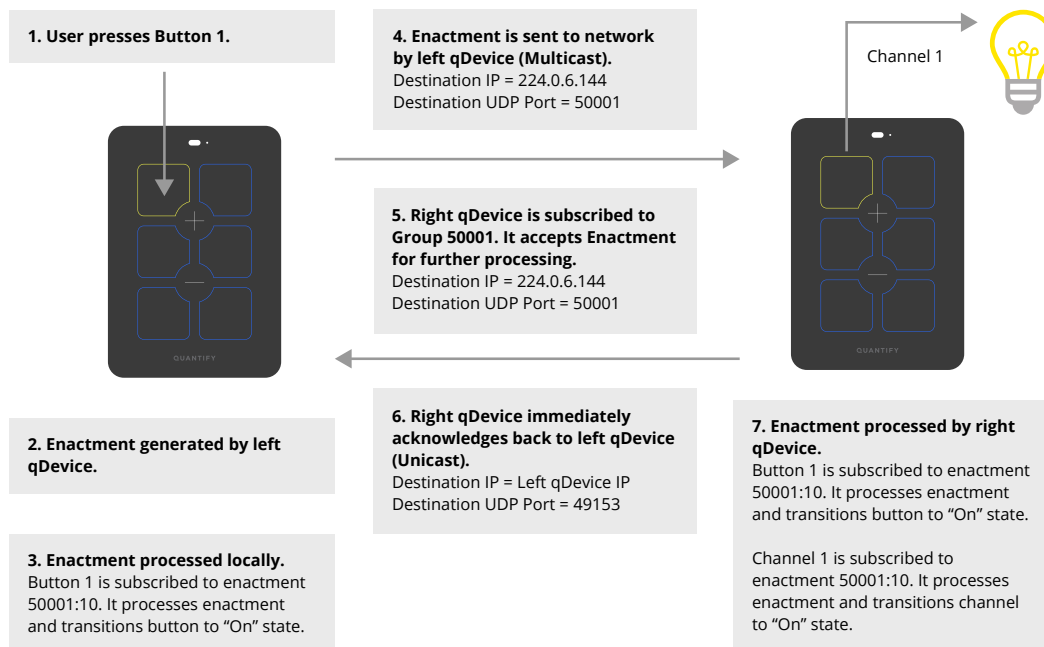 1. User presses Button 1.
QUANTIFY
2. Enactment generated by left
qDevice.
3. Enactment processed locally.
Button 1 is subscribed to enactment
50001:10. It processes enactment
and transitions button to “On” state.
4. Enactment is sent to network
by left qDevice (Multicast).
Destination IP = 224.0.6.144
Destination UDP Port = 50001
5. Right qDevice is subscribed to
Group 50001. It accepts Enactment
for further processing.
Destination IP = 224.0.6.144
Destination UDP Port = 50001
6. Right qDevice immediately
acknowledges back to left qDevice
(Unicast).
Destination IP = Left qDevice IP
Destination UDP Port = 49153
Channel 1
QUANTIFY
7. Enactment processed by right
qDevice.
Button 1 is subscribed to enactment
50001:10. It processes enactment
and transitions button to “On” state.
Channel 1 is subscribed to
enactment 50001:10. It processes
enactment and transitions channel
to “On” state.